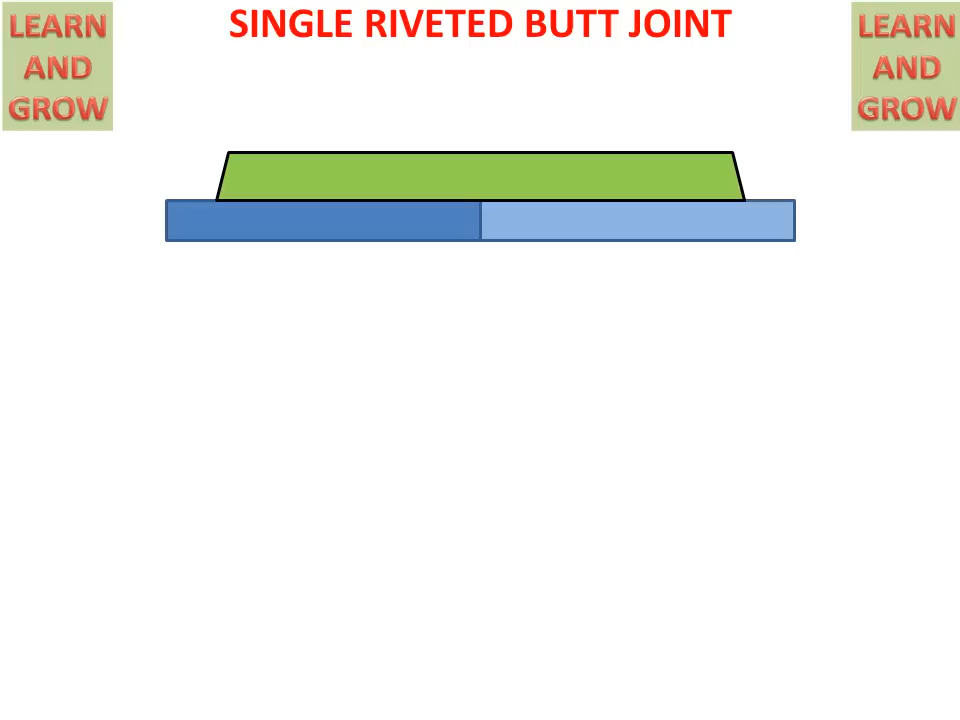 SINGLE RIVETED BUTT JOINT
LEARN
AND
GROW
LEARN
AND
GROW